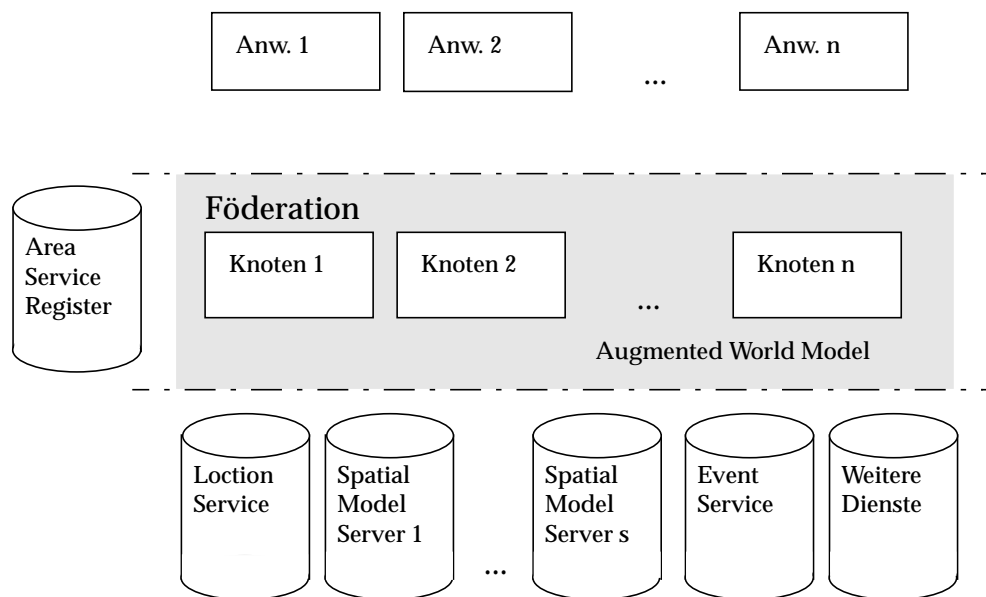 Anw. 1
Anw. 2
...
Anw. n
Föderation
Area
Service
Register
Knoten 1
Knoten 2
...
Knoten n
Augmented World Model
Loction
Service
Spatial
Model
Server 1
...
Spatial
Model
Server s
Event
Service
Weitere
Dienste